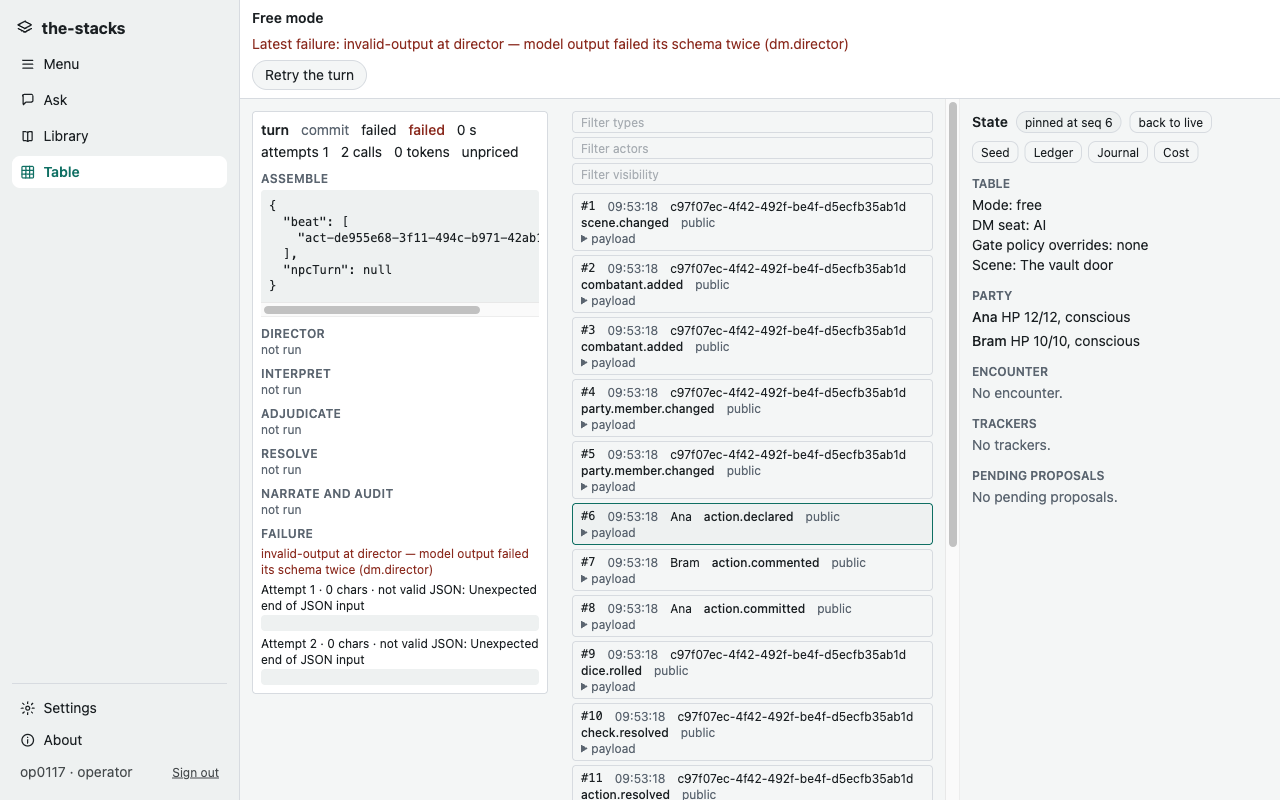 the-stacks
Menu
Ask
Library
Table
Settings
About
op0117 · operator
Sign out
Free mode
Latest failure: invalid-output at director — model output failed its schema twice (dm.director)
Retry the turn
turn commit failed failed 0 s
attempts 1 2 calls 0 tokens unpriced
ASSEMBLE
{
"beat": [
"act-de955e68-3f11-494c-b971-42ab
],
"npcTurn": null
}
DIRECTOR
not run
INTERPRET
not run
ADJUDICATE
not run
RESOLVE
not run
NARRATE AND AUDIT
not run
FAILURE
invalid-output at director — model output failed
its schema twice (dm.director)
Attempt 1 · 0 chars · not valid JSON: Unexpected
end of JSON input
Attempt 2 · 0 chars · not valid JSON: Unexpected
end of JSON input
Filter types
Filter actors
Filter visibility
#1 09:53:18 c97f07ec-4f42-492f-be4f-d5ecfb35ab1d
scene.changed public
payload
#2 09:53:18 c97f07ec-4f42-492f-be4f-d5ecfb35ab1d
combatant.added public
payload
#3 09:53:18 c97f07ec-4f42-492f-be4f-d5ecfb35ab1d
combatant.added public
payload
#4 09:53:18 c97f07ec-4f42-492f-be4f-d5ecfb35ab1d
party.member.changed public
payload
#5 09:53:18 c97f07ec-4f42-492f-be4f-d5ecfb35ab1d
party.member.changed public
payload
#6 09:53:18 Ana action.declared public
payload
#7 09:53:18 Bram action.commented public
payload
#8 09:53:18 Ana action.committed public
payload
#9 09:53:18 c97f07ec-4f42-492f-be4f-d5ecfb35ab1d
dice.rolled public
payload
#10 09:53:18 c97f07ec-4f42-492f-be4f-d5ecfb35ab1d
check.resolved public
payload
#11 09:53:18 c97f07ec-4f42-492f-be4f-d5ecfb35ab1d
action.resolved public
State pinned at seq 6 back to live
Seed Ledger Journal Cost
TABLE
Mode: free
DM seat: AI
Gate policy overrides: none
Scene: The vault door
PARTY
Ana HP 12/12, conscious
Bram HP 10/10, conscious
ENCOUNTER
No encounter.
TRACKERS
No trackers.
PENDING PROPOSALS
No pending proposals.